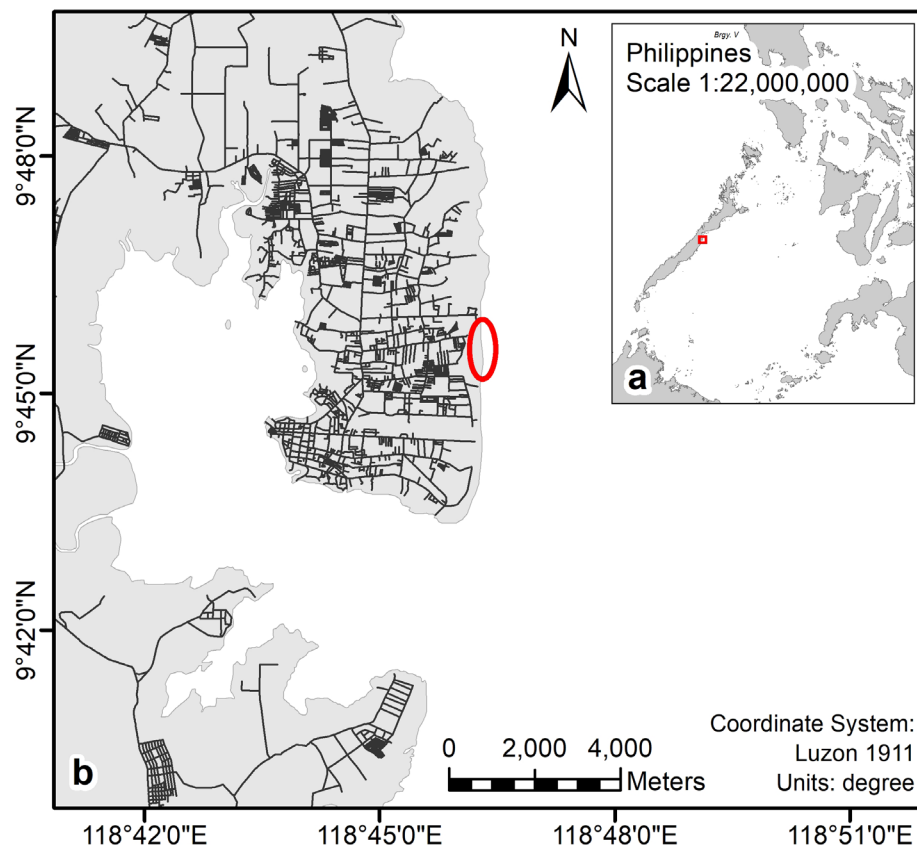 Brgy. V
Philippines
Scale 1:22,000,000
N
a
9°48'0"N
9°45'0"N
9°42'0"N
b
0 2,000 4,000
Meters
Coordinate System:
Luzon 1911
Units: degree
118°42'0"E 118°45'0"E 118°48'0"E 118°51'0"E